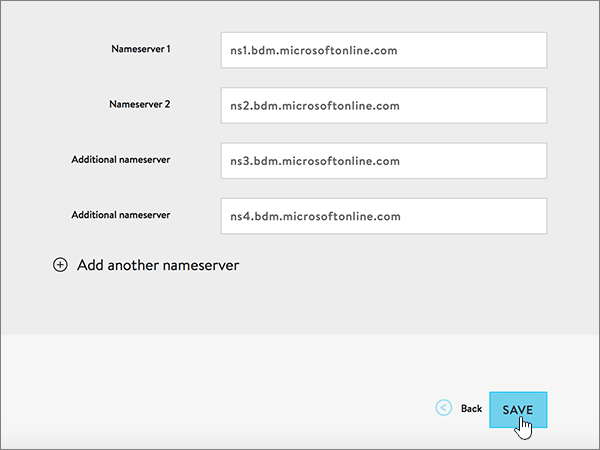 Nameserver 1
ns1.bdm.microsoftonline.com
Nameserver 2
ns2.bdm.microsoftonline.com
Additional nameserver
ns3.bdm.microsoftonline.com
Additional nameserver
ns4.bdm.microsoftonline.com
Add another nameserver
Back
SAVE